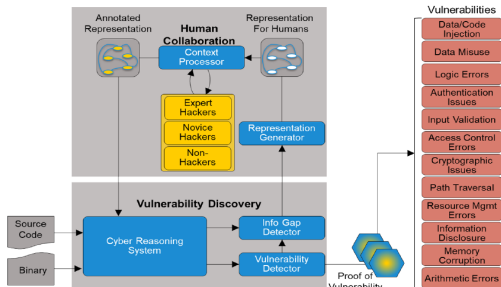 Annotated
Representation
Human
Collaboration
Representation
For Humans
Context
Processor
Expert
Hackers
Novice
Hackers
Non-
Hackers
Representation
Generator
Vulnerability Discovery
Source
Code
Binary
Cyber Reasoning
System
Info Gap
Detector
Vulnerability
Detector
Proof of
Vulnerability
Vulnerabilities
Data/Code
Injection
Data Misuse
Logic Errors
Authentication
Issues
Input Validation
Access Control
Errors
Cryptographic
Issues
Path Traversal
Resource Mgmt
Errors
Information
Disclosure
Memory
Corruption
Arithmetic Errors